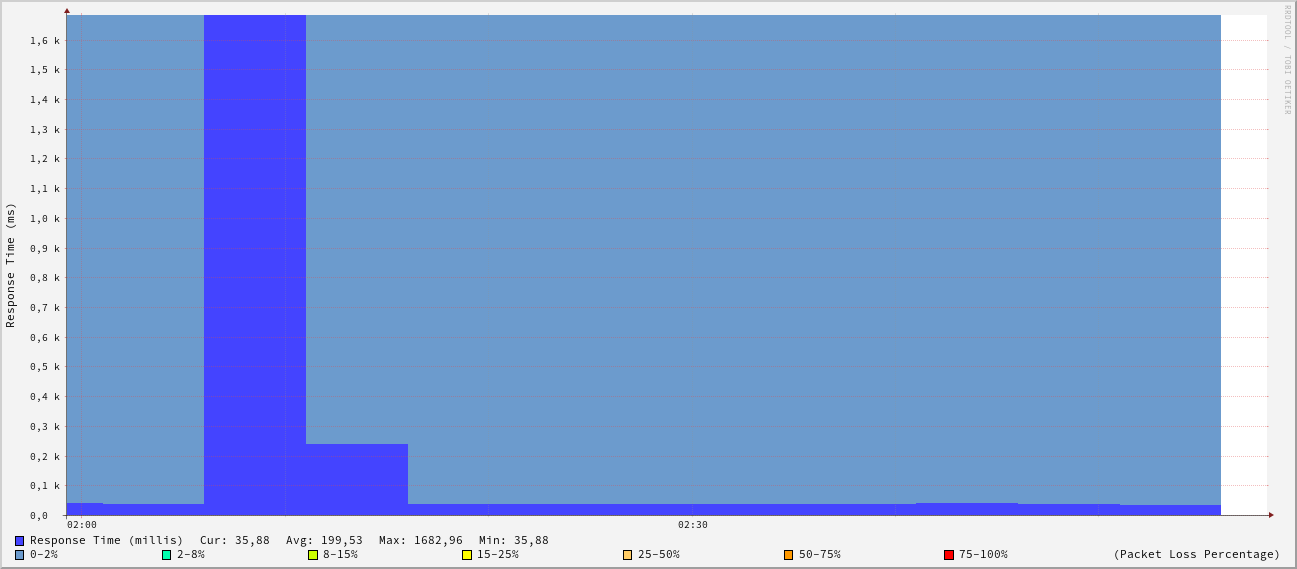 RRDTOOL / TOBI OETIKER
Response Time (ms)
1,6 k
1,5 k
1,4 k
1,3 k
1,2 k
1,1 k
1,0 k
0,9 k
0,8 k
0,7 k
0,6 k
0,5 k
0,4 k
0,3 k
0,2 k
0,1 k
0,0
02:00 02:30
Response Time (millis) Cur: 35,88 Avg: 199,53 Max: 1682,96 Min: 35,88
0-2% 2-8% 8-15% 15-25% 25-50% 50-75% 75-100% (Packet Loss Percentage)